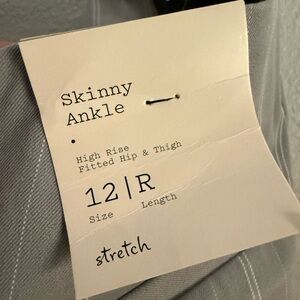 Skinny
Ankle
High Rise
Fitted Hip & Thigh
12|R
Size Length
stretch